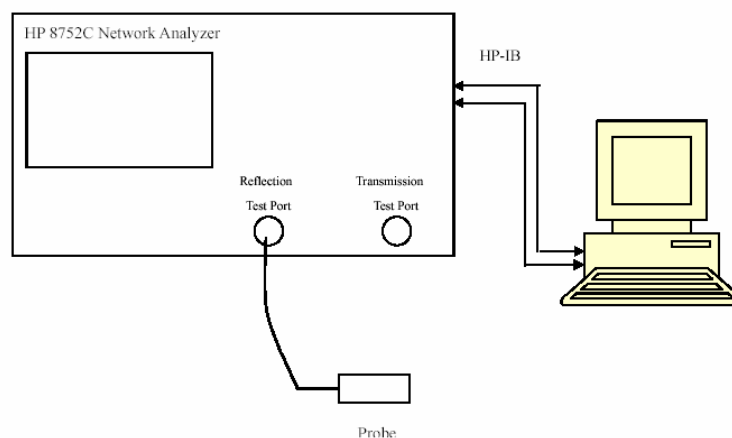 HP 8752C Network Analyzer
HP-IB
Reflection
Test Port
Transmission
Test Port
Probe